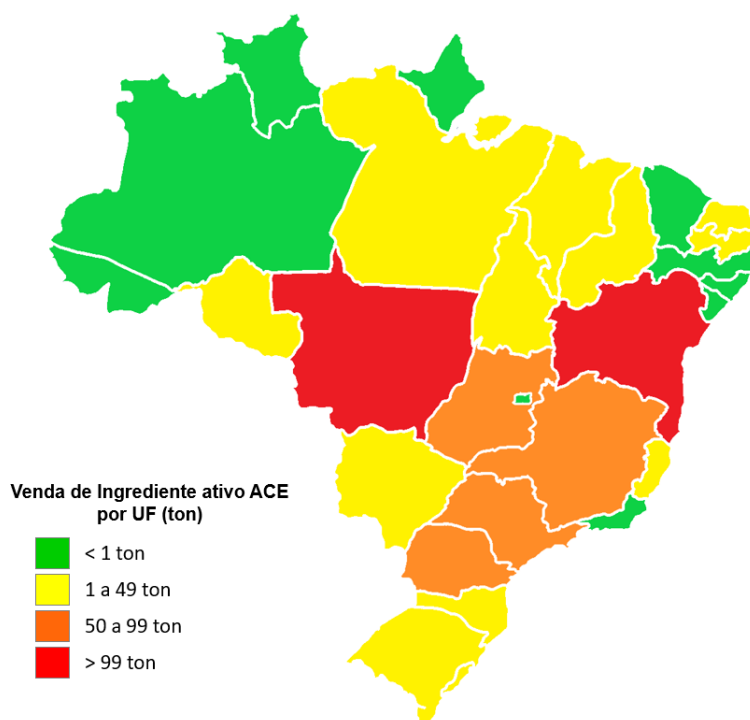 Venda de Ingrediente ativo ACE
por UF (ton)
< 1 ton
1 a 49 ton
50 a 99 ton
> 99 ton